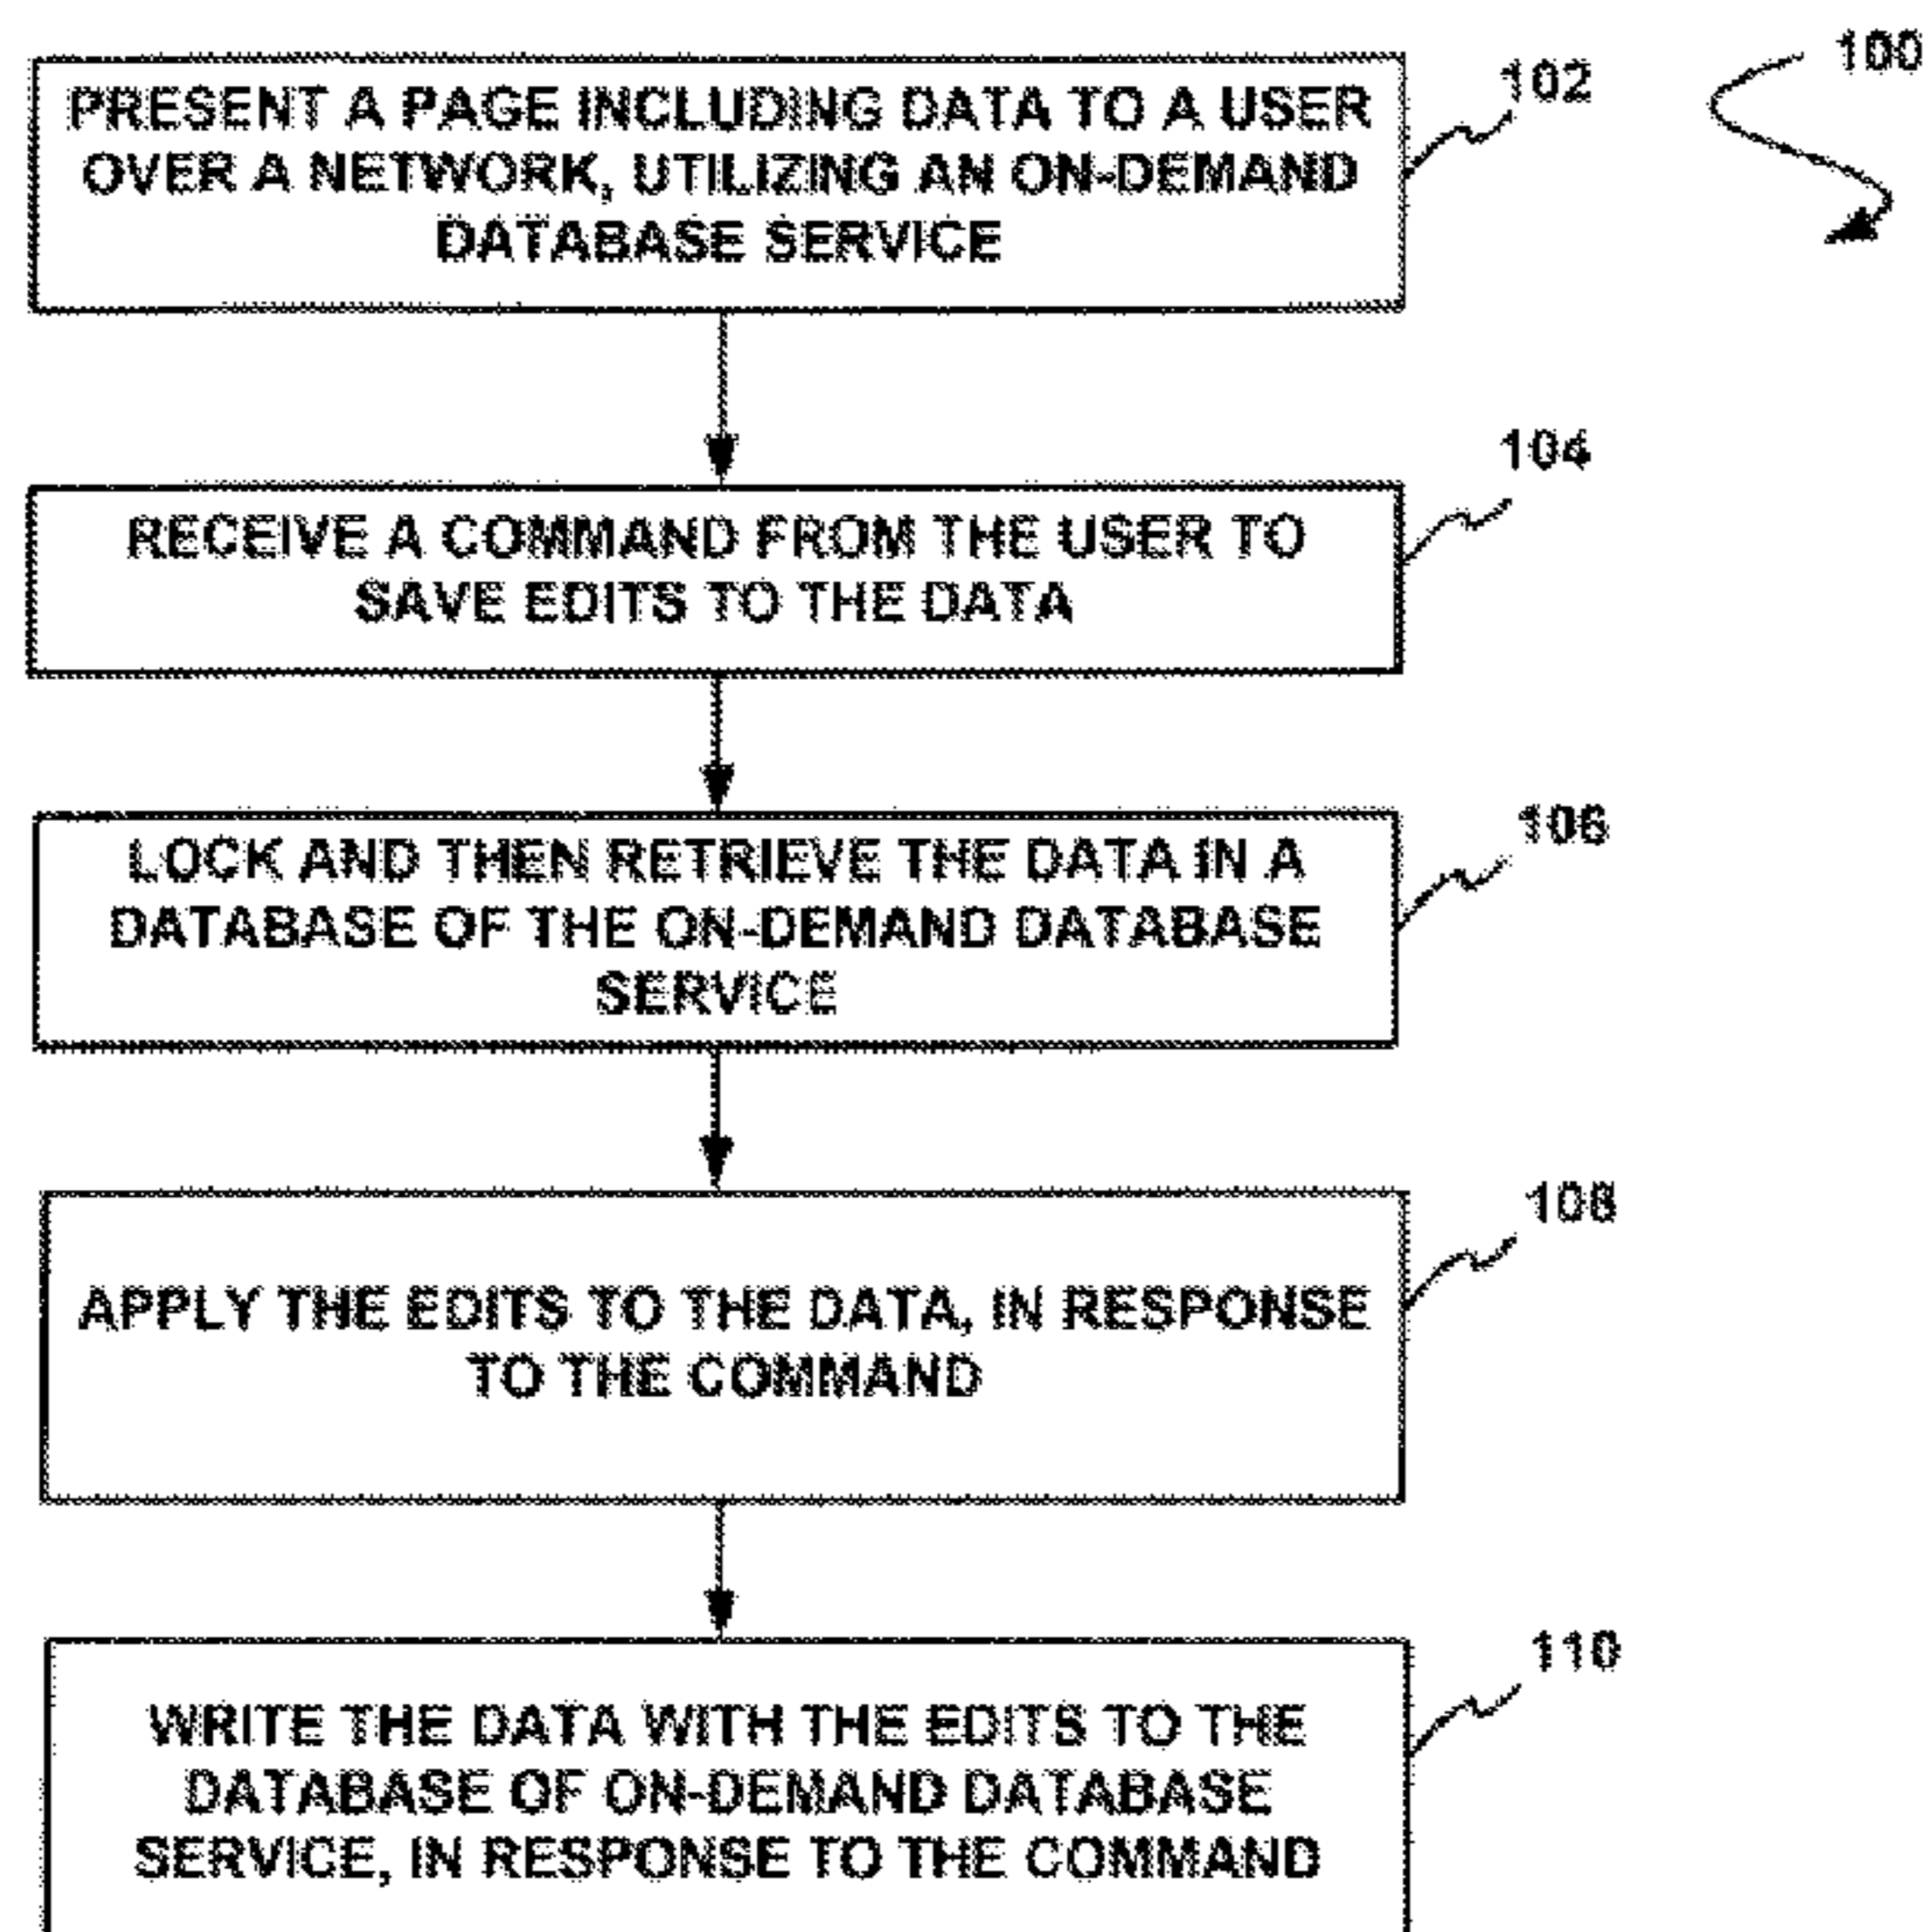 100
102
PRESENT A PAGE INCLUDING DATA TO A USER
OVER A NETWORK, UTILIZING AN ON-DEMAND
DATABASE SERVICE
104
RECEIVE A COMMAND FROM THE USER TO
SAVE EDITS TO THE DATA
106
LOCK AND THEN RETRIEVE THE DATA IN A
DATABASE OF THE ON-DEMAND DATABASE
SERVICE
108
APPLY THE EDITS TO THE DATA, IN RESPONSE
TO THE COMMAND
110
WRITE THE DATA WITH THE EDITS TO THE
DATABASE OF ON-DEMAND DATABASE
SERVICE, IN RESPONSE TO THE COMMAND